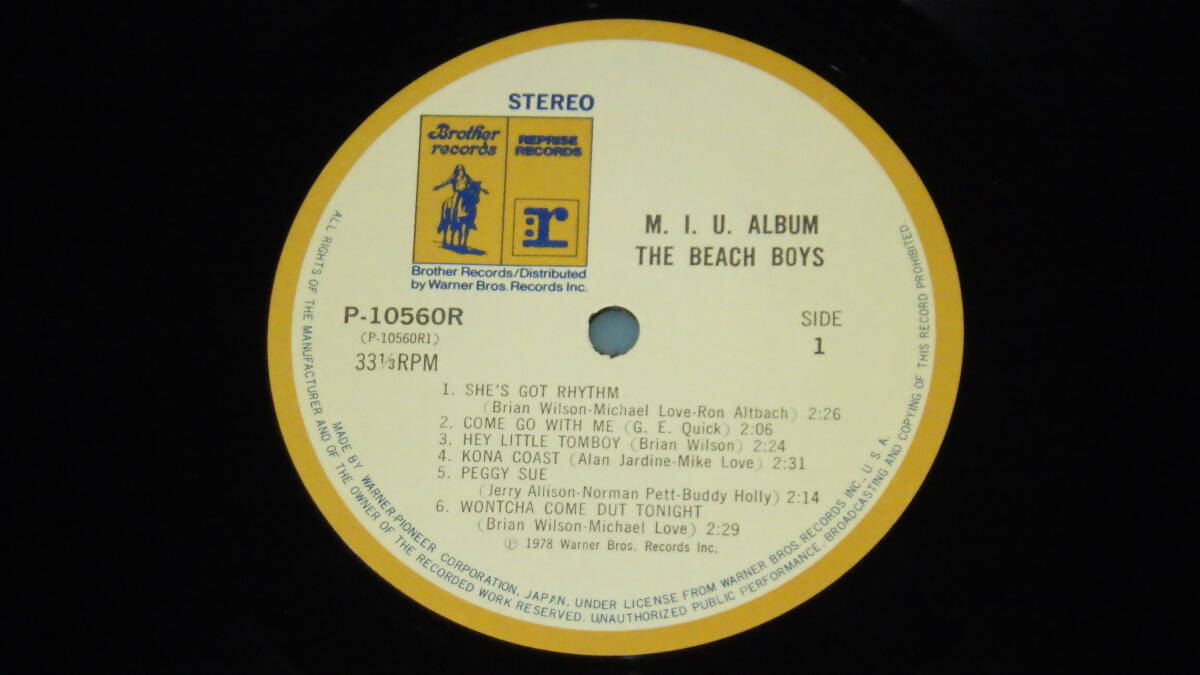 STEREO
Brother
records
REPRISE
RECORDS
r
Brother Records/Distributed
by Warner Bros. Records Inc.
M. I. U. ALBUM
THE BEACH BOYS
P-10560R
(P-10560R1)
33⅓RPM
SIDE
1
1. SHE'S GOT RHYTHM
(Brian Wilson-Michael Love-Ron Altbach) 2:26
2. COME GO WITH ME (G. E. Quick) 2:06
3. HEY LITTLE TOMBOY (Brian Wilson) 2:24
4. KONA COAST (Alan Jardine-Mike Love) 2:31
5. PEGGY SUE
(Jerry Allison-Norman Pett-Buddy Holly) 2:14
6. WONTCHA COME DUT TONIGHT
(Brian Wilson-Michael Love) 2:29
℗ 1978 Warner Bros. Records Inc.
ALL RIGHTS OF THE MANUFACTURER AND OF THE OWNER OF THE RECORDED WORK RESERVED. UNAUTHORIZED PUBLIC PERFORMANCE. BROADCASTING AND COPYING OF THIS RECORD PROHIBITED.
MADE BY WARNER-PIONEER CORPORATION, JAPAN, UNDER LICENSE FROM WARNER BROS. RECORDS INC., U.S.A.